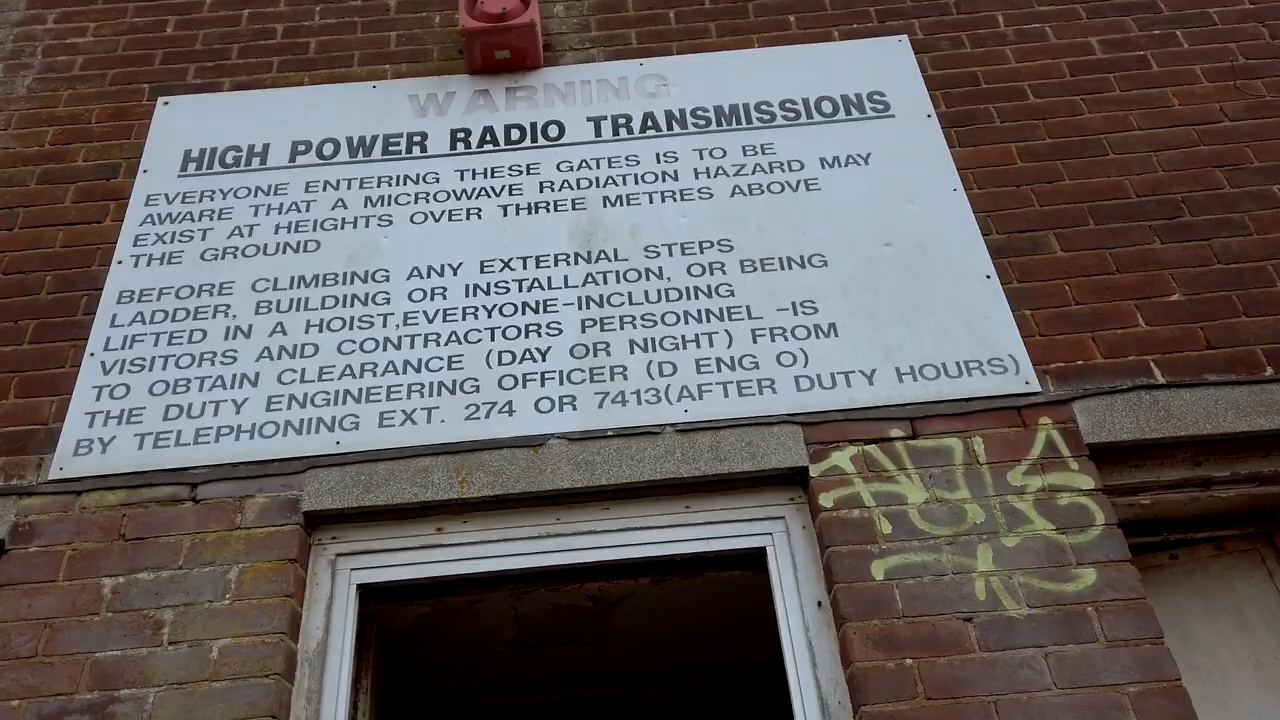 WARNING
HIGH POWER RADIO TRANSMISSIONS
EVERYONE ENTERING THESE GATES IS TO BE
AWARE THAT A MICROWAVE RADIATION HAZARD MAY
EXIST AT HEIGHTS OVER THREE METRES ABOVE
THE GROUND
BEFORE CLIMBING ANY EXTERNAL STEPS
LADDER, BUILDING OR INSTALLATION, OR BEING
LIFTED IN A HOIST,EVERYONE-INCLUDING
VISITORS AND CONTRACTORS PERSONNEL -IS
TO OBTAIN CLEARANCE (DAY OR NIGHT) FROM
THE DUTY ENGINEERING OFFICER (D ENG O)
BY TELEPHONING EXT. 274 OR 7413(AFTER DUTY HOURS)